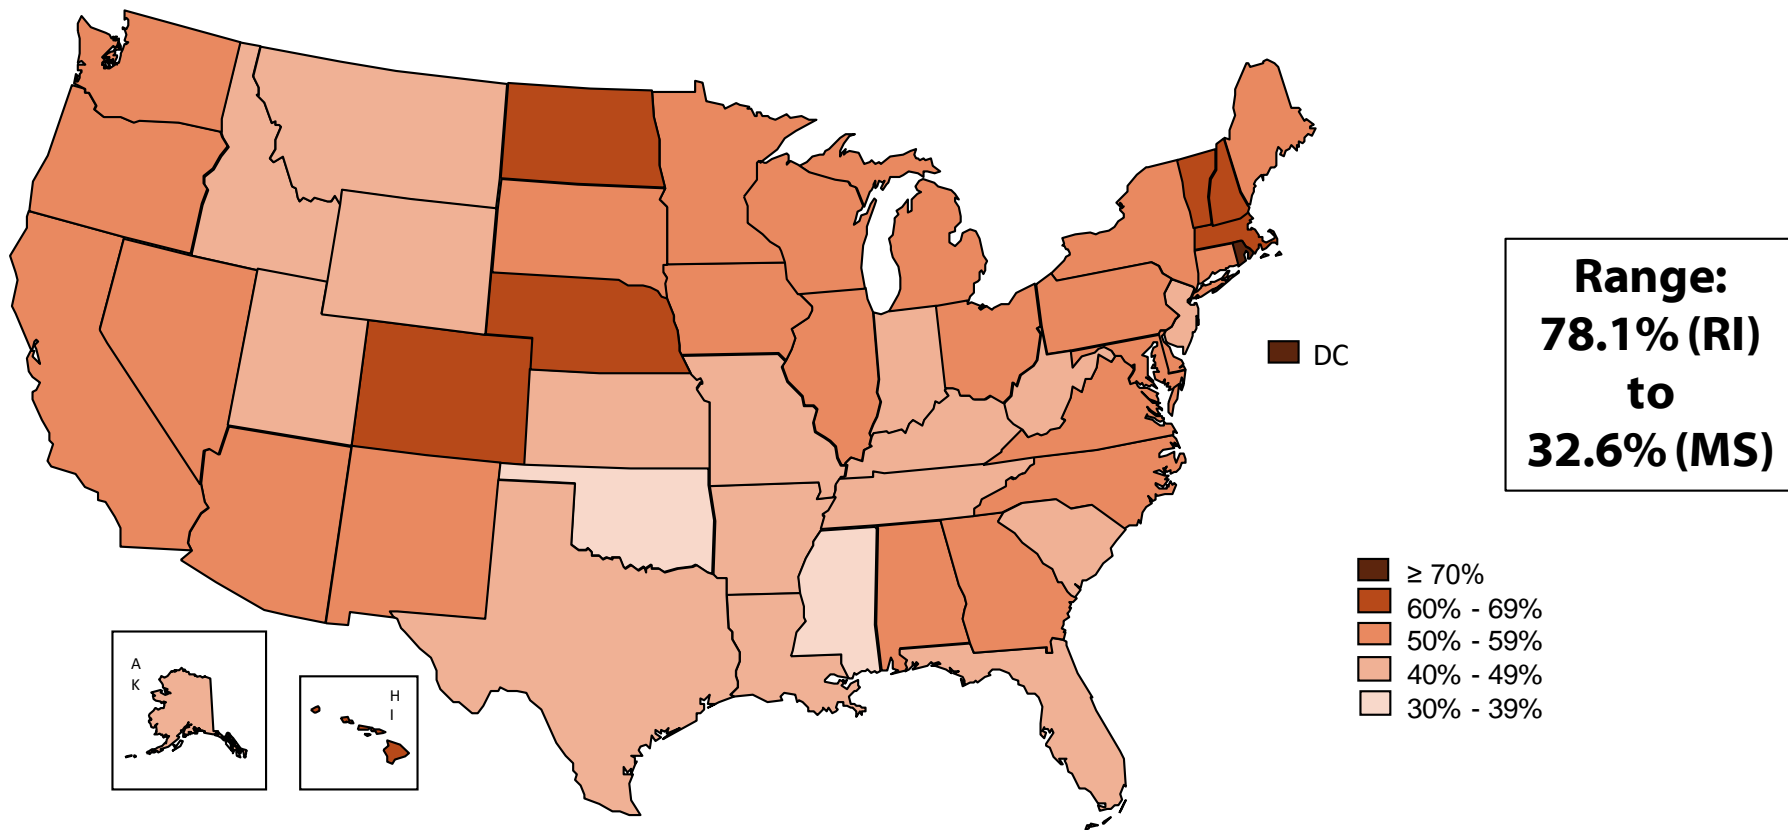 Range:
78.1% (RI)
to
32.6% (MS)
DC
≥ 70%
60% - 69%
50% - 59%
40% - 49%
30% - 39%
A
K
H
I